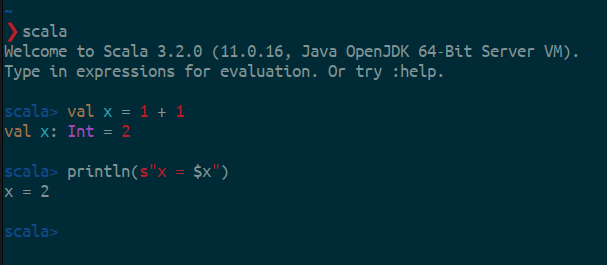 ~
❯ scala
Welcome to Scala 3.2.0 (11.0.16, Java OpenJDK 64-Bit Server VM).
Type in expressions for evaluation. Or try :help.
scala> val x = 1 + 1
val x: Int = 2
scala> println(s"x = $x")
x = 2
scala>